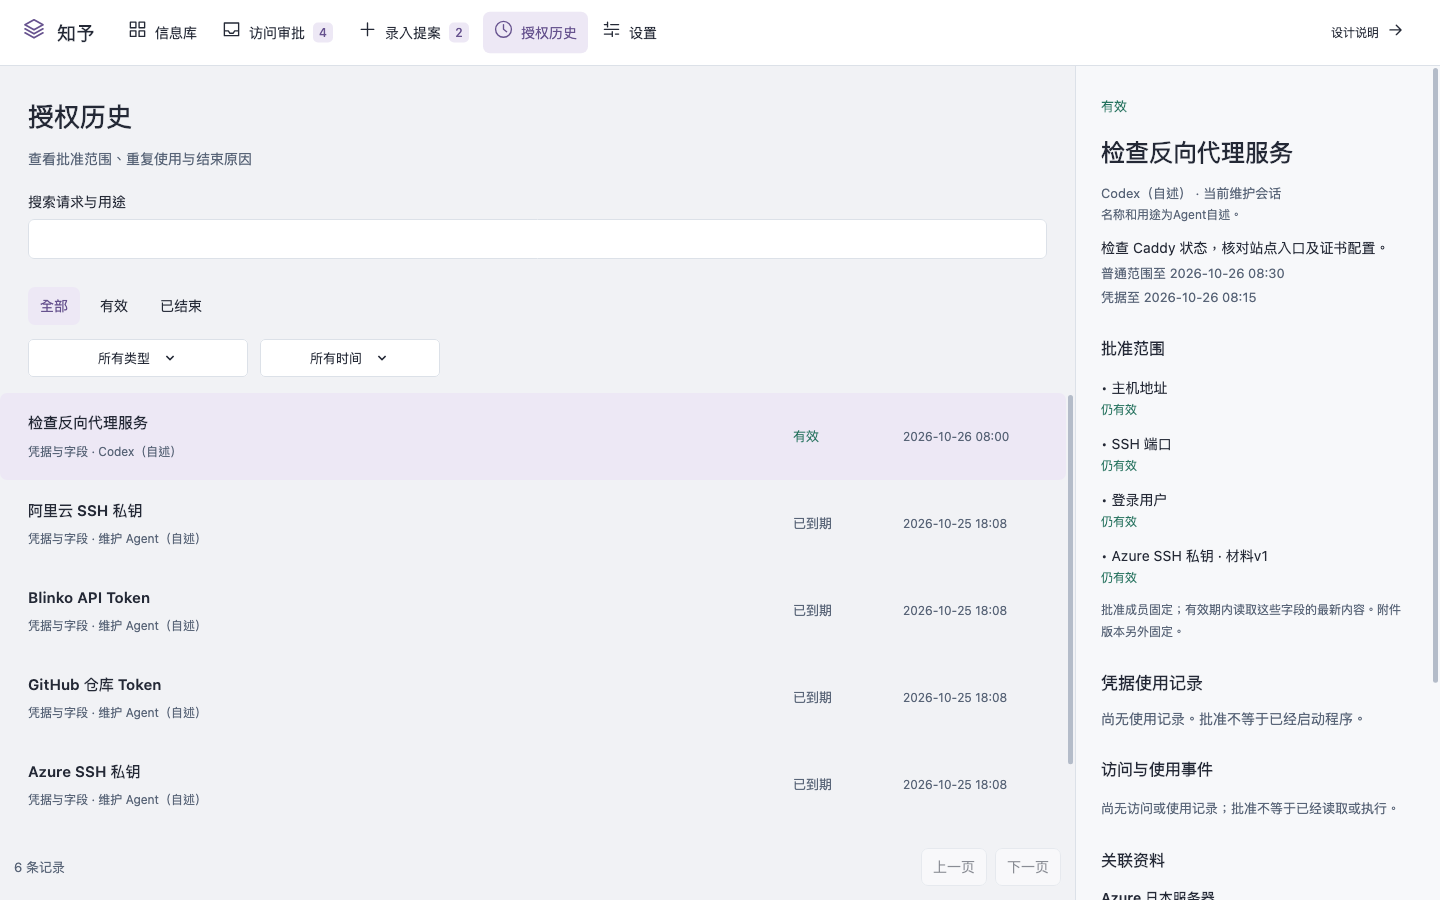 知予
信息库
访问审批 4
录入提案 2
授权历史
设置
设计说明
授权历史
查看批准范围、重复使用与结束原因
搜索请求与用途
全部
有效
已结束
所有类型
所有时间
检查反向代理服务
凭据与字段 · Codex（自述）
有效
2026-10-26 08:00
阿里云 SSH 私钥
凭据与字段 · 维护 Agent（自述）
已到期
2026-10-25 18:08
Blinko API Token
凭据与字段 · 维护 Agent（自述）
已到期
2026-10-25 18:08
GitHub 仓库 Token
凭据与字段 · 维护 Agent（自述）
已到期
2026-10-25 18:08
Azure SSH 私钥
凭据与字段 · 维护 Agent（自述）
已到期
2026-10-25 18:08
6 条记录
上一页
下一页
有效
检查反向代理服务
Codex（自述） · 当前维护会话
名称和用途为Agent自述。
检查 Caddy 状态，核对站点入口及证书配置。
普通范围至 2026-10-26 08:30
凭据至 2026-10-26 08:15
批准范围
• 主机地址
仍有效
• SSH 端口
仍有效
• 登录用户
仍有效
• Azure SSH 私钥 · 材料v1
仍有效
批准成员固定；有效期内读取这些字段的最新内容。附件
版本另外固定。
凭据使用记录
尚无使用记录。批准不等于已经启动程序。
访问与使用事件
尚无访问或使用记录；批准不等于已经读取或执行。
关联资料
Azure 日本服务器